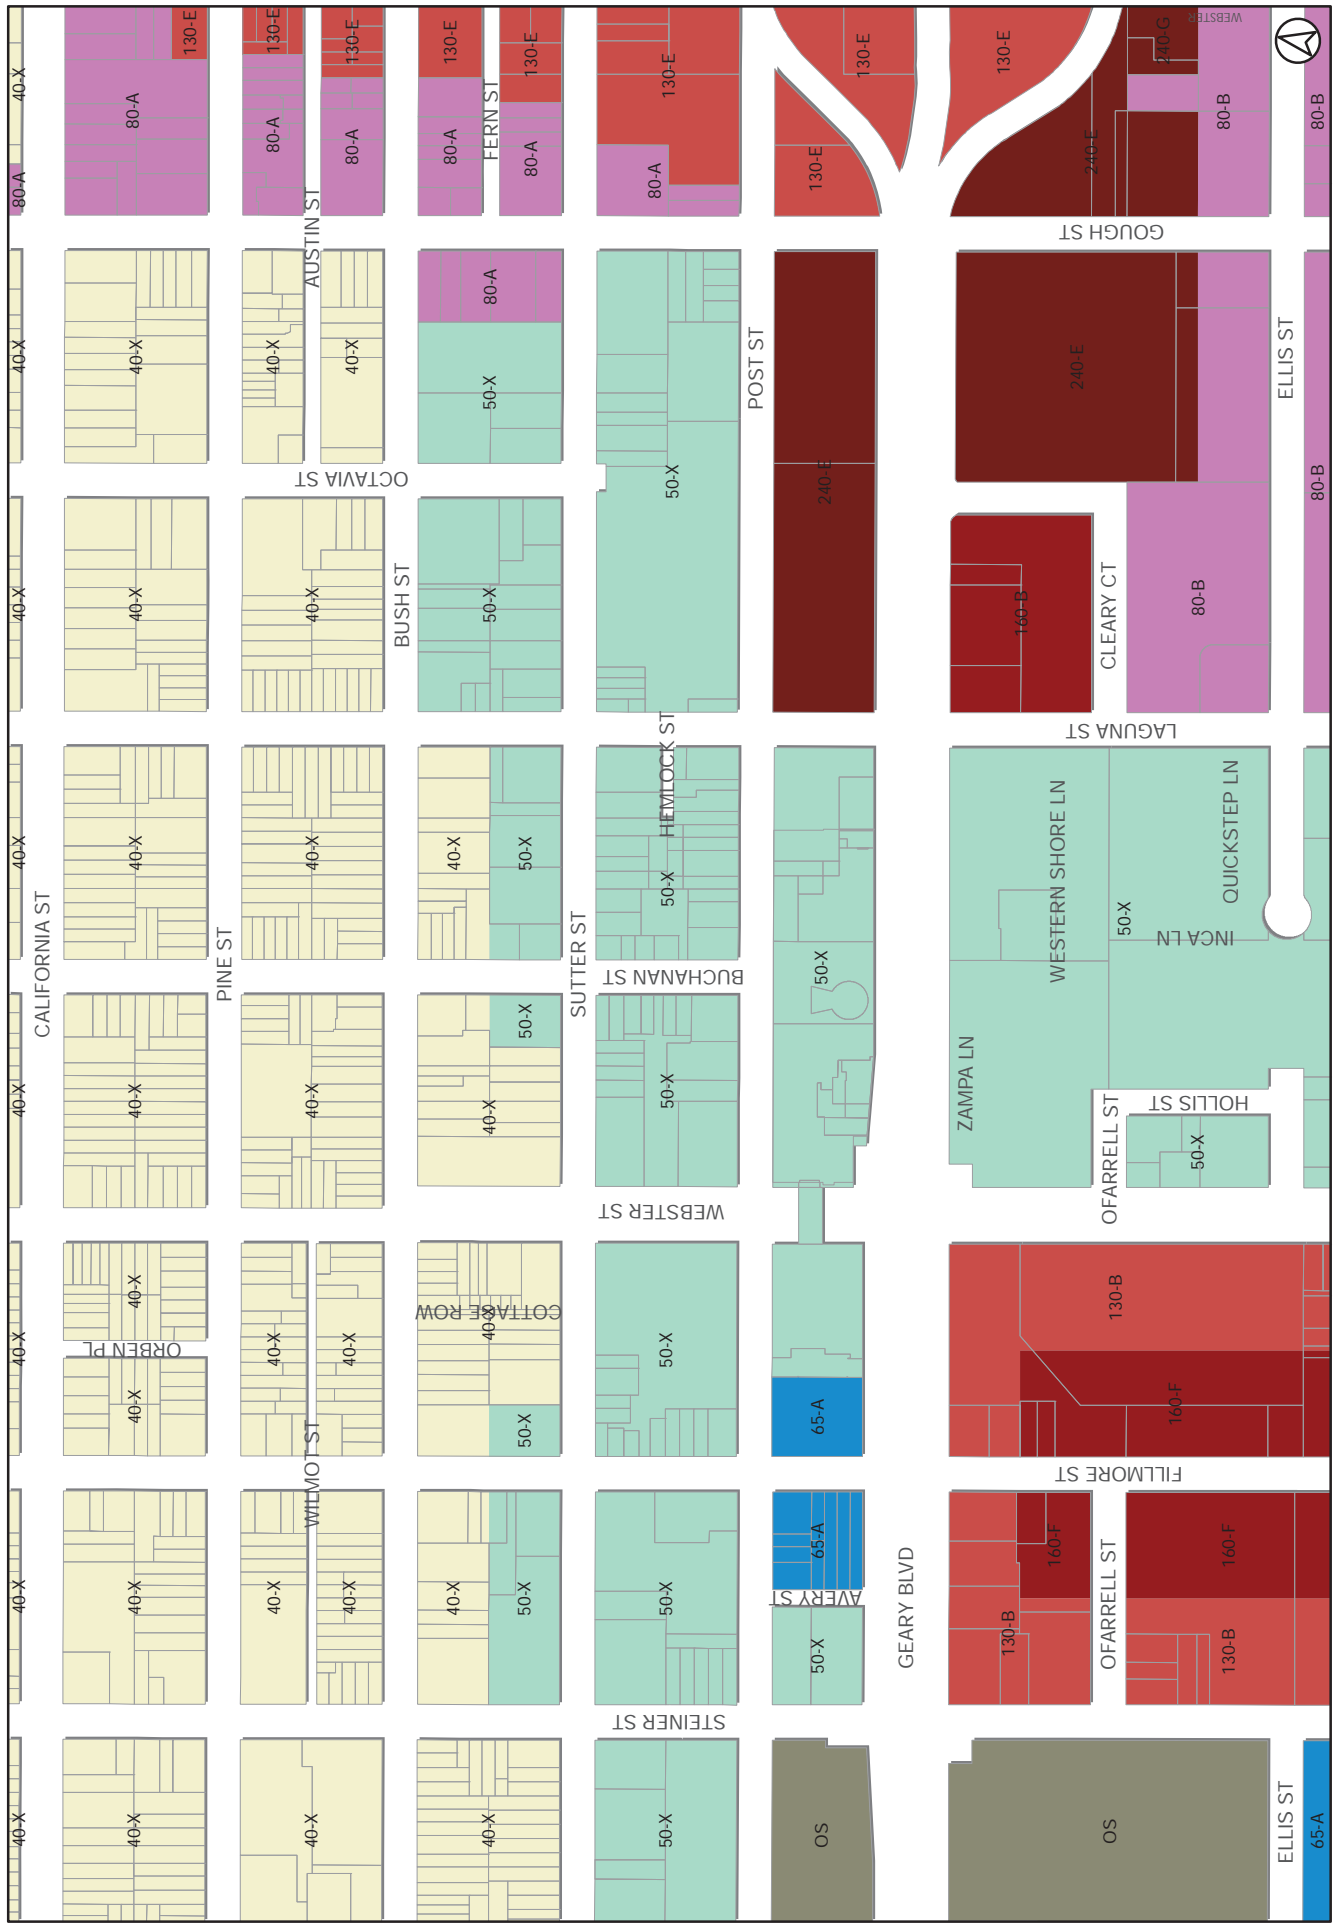 WEBSTER
130-E
130-E
130-E
130-E
130-E
130-E
130-E
130-E
240-G
40-X
80-A
FERN ST
80-B
80-B
80-A
80-A
80-A
80-A
240-E
80-A
80-A
130-E
AUSTIN ST
GOUGH ST
80-A
40-X
40-X
40-X
40-X
50-X
POST ST
240-E
ELLIS ST
OCTAVIA ST
50-X
240-E
80-B
40-X
40-X
40-X
BUSH ST
50-X
160-B
CLEARY CT
80-B
LAGUNA ST
HEMLOCK ST
40-X
40-X
40-X
40-X
50-X
50-X
WESTERN SHORE LN
QUICKSTEP LN
50-X
INCA LN
CALIFORNIA ST
PINE ST
SUTTER ST
BUCHANAN ST
50-X
50-X
40-X
40-X
40-X
40-X
50-X
ZAMPA LN
HOLLIS ST
OFARRELL ST
50-X
WEBSTER ST
40-X
40-X
40-X
40-X
COTTAGE ROW
40-X
50-X
130-B
ORBEN PL
40-X
50-X
65-A
160-F
WILMOT ST
FILLMORE ST
40-X
40-X
40-X
40-X
40-X
50-X
50-X
65-A
AVERY ST
50-X
GEARY BLVD
160-F
130-B
OFARRELL ST
160-F
130-B
STEINER ST
40-X
40-X
40-X
40-X
50-X
OS
OS
ELLIS ST
65-A